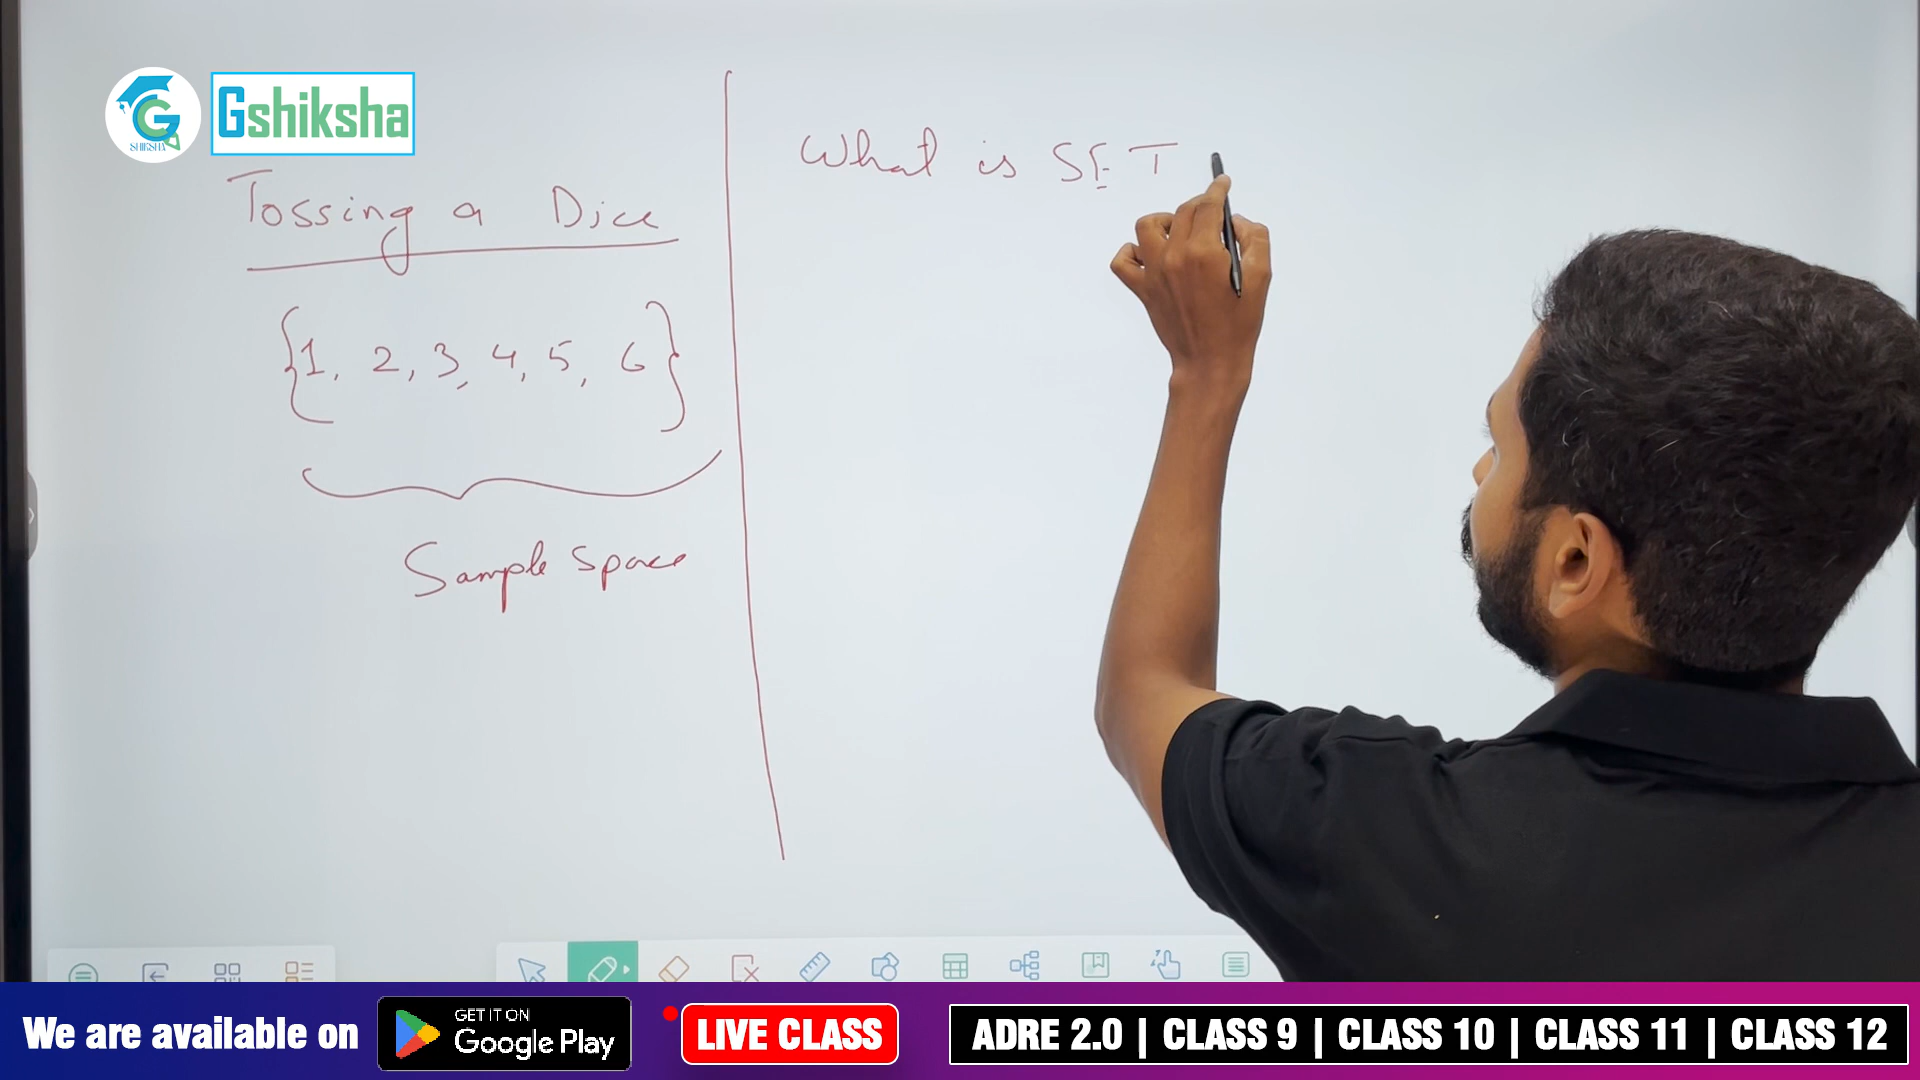 G
SHIKSHA
Gshiksha
Tossing a Dice
{1, 2, 3, 4, 5, 6}
Sample Space
What is SET
We are available on
GET IT ON
Google Play
LIVE CLASS
ADRE 2.0 | CLASS 9 | CLASS 10 | CLASS 11 | CLASS 12